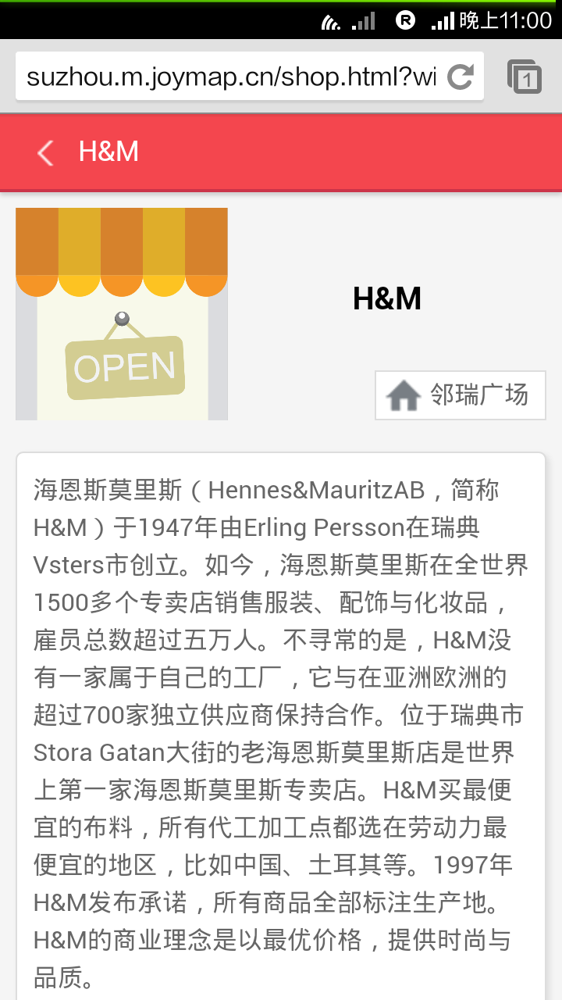 晚上11:00
suzhou.m.joymap.cn/shop.html?wi
1
H&M
OPEN
H&M
邻瑞广场
海恩斯莫里斯（Hennes&MauritzAB，简称
H&M）于1947年由Erling Persson在瑞典
Vsters市创立。如今，海恩斯莫里斯在全世界
1500多个专卖店销售服装、配饰与化妆品，
雇员总数超过五万人。不寻常的是，H&M没
有一家属于自己的工厂，它与在亚洲欧洲的
超过700家独立供应商保持合作。位于瑞典市
Stora Gatan大街的老海恩斯莫里斯店是世界
上第一家海恩斯莫里斯专卖店。H&M买最便
宜的布料，所有代工加工点都选在劳动力最
便宜的地区，比如中国、土耳其等。1997年
H&M发布承诺，所有商品全部标注生产地。
H&M的商业理念是以最优价格，提供时尚与
品质。